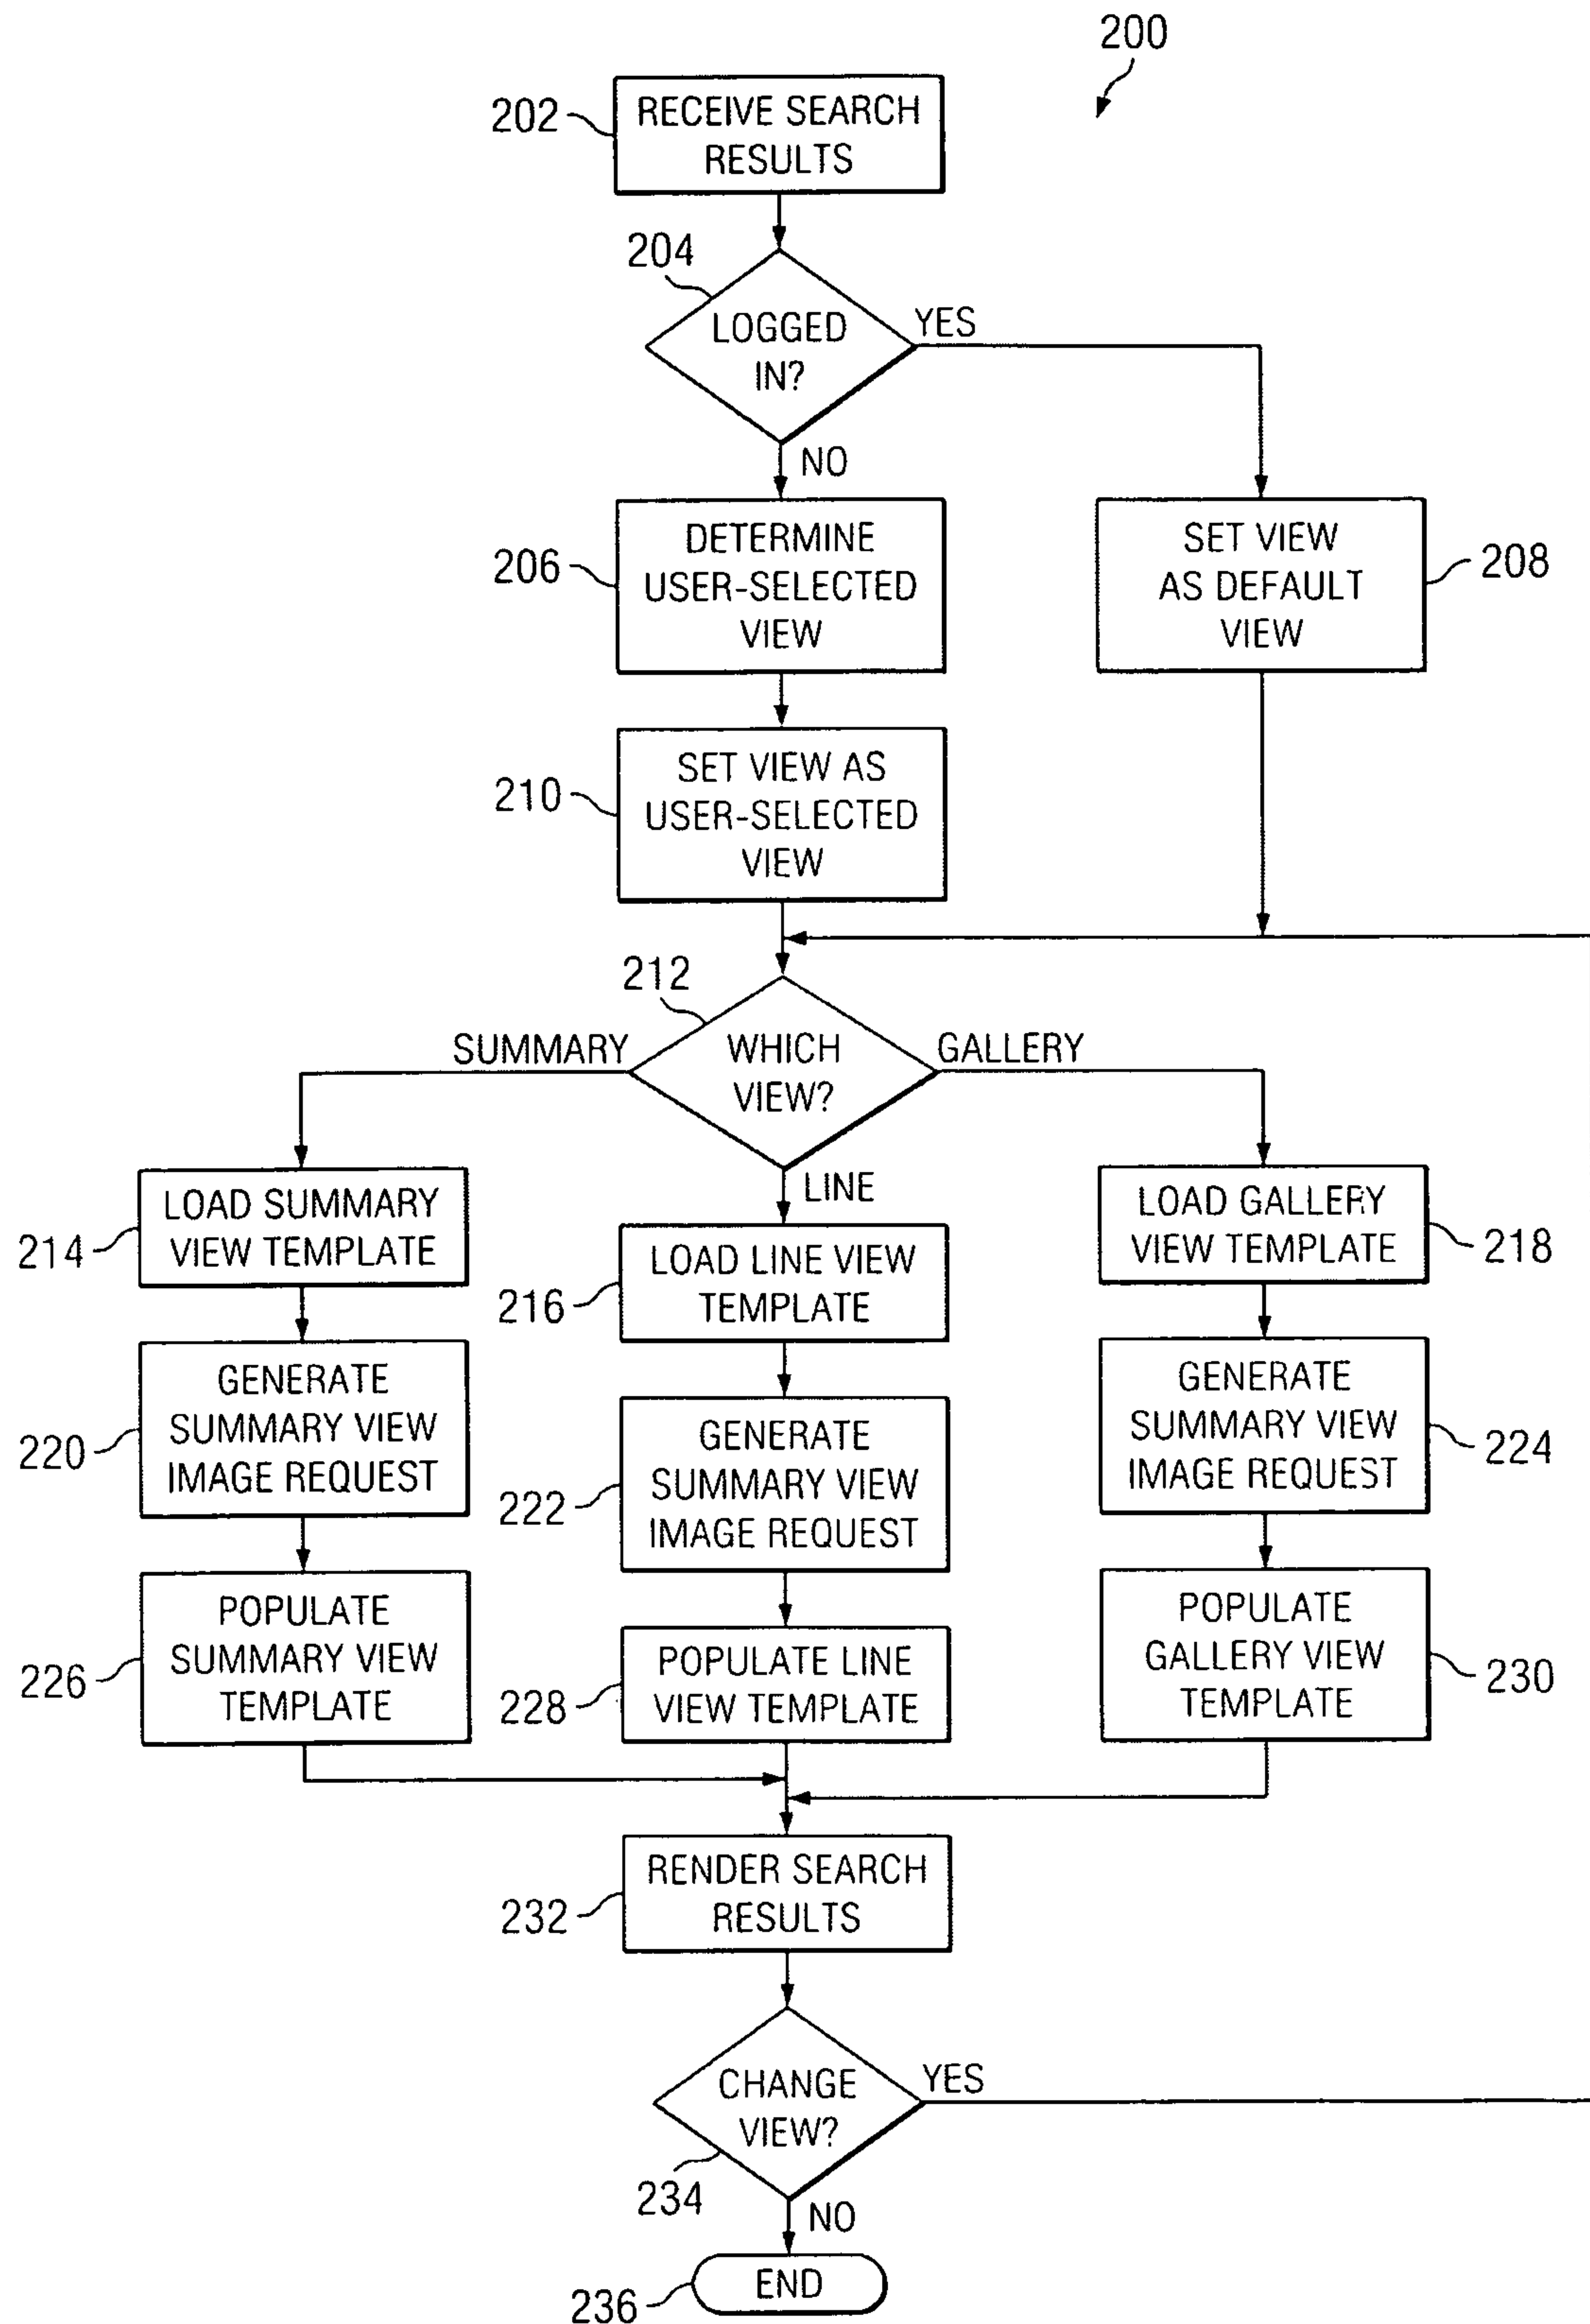 200
202
RECEIVE SEARCH
RESULTS
204
LOGGED
IN?
YES
NO
206
DETERMINE
USER-SELECTED
VIEW
SET VIEW
AS DEFAULT
VIEW
208
210
SET VIEW AS
USER-SELECTED
VIEW
212
WHICH
VIEW?
SUMMARY
GALLERY
LINE
214
LOAD SUMMARY
VIEW TEMPLATE
216
LOAD LINE VIEW
TEMPLATE
LOAD GALLERY
VIEW TEMPLATE
218
220
GENERATE
SUMMARY VIEW
IMAGE REQUEST
222
GENERATE
SUMMARY VIEW
IMAGE REQUEST
GENERATE
SUMMARY VIEW
IMAGE REQUEST
224
226
POPULATE
SUMMARY VIEW
TEMPLATE
228
POPULATE LINE
VIEW TEMPLATE
POPULATE
GALLERY VIEW
TEMPLATE
230
232
RENDER SEARCH
RESULTS
CHANGE
VIEW?
YES
234
NO
236
END